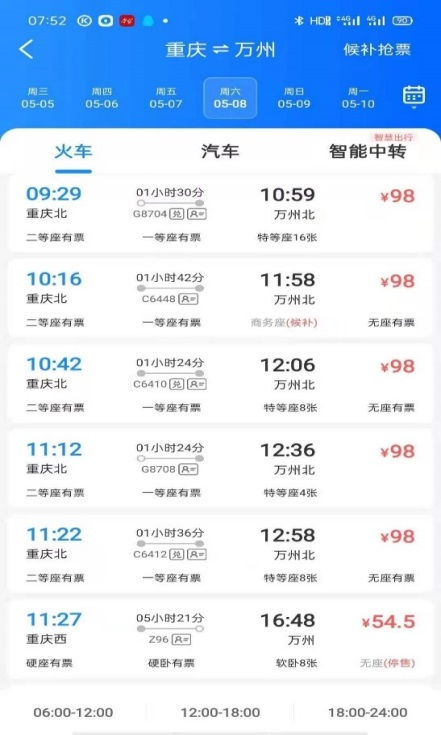 07:52 HD 5G 4G 90
重庆 ⇌ 万州 候补抢票
周三 周四 周五 周六 周日 周一
05-05 05-06 05-07 05-08 05-09 05-10
智慧出行
火车 汽车 智能中转
09:29 01小时30分 10:59 ¥98
重庆北 G8704 兑 万州北
二等座有票 一等座有票 特等座16张
10:16 01小时42分 11:58 ¥98
重庆北 C6448 万州北
二等座有票 一等座有票 商务座(候补) 无座有票
10:42 01小时24分 12:06 ¥98
重庆北 C6410 兑 万州北
二等座有票 一等座有票 特等座8张 无座有票
11:12 01小时24分 12:36 ¥98
重庆北 G8708 万州北
二等座有票 一等座有票 特等座4张
11:22 01小时36分 12:58 ¥98
重庆北 C6412 兑 万州北
二等座有票 一等座有票 特等座8张 无座有票
11:27 05小时21分 16:48 ¥54.5
重庆西 Z96 万州
硬座有票 硬卧有票 软卧8张 无座(停售)
06:00-12:00 12:00-18:00 18:00-24:00